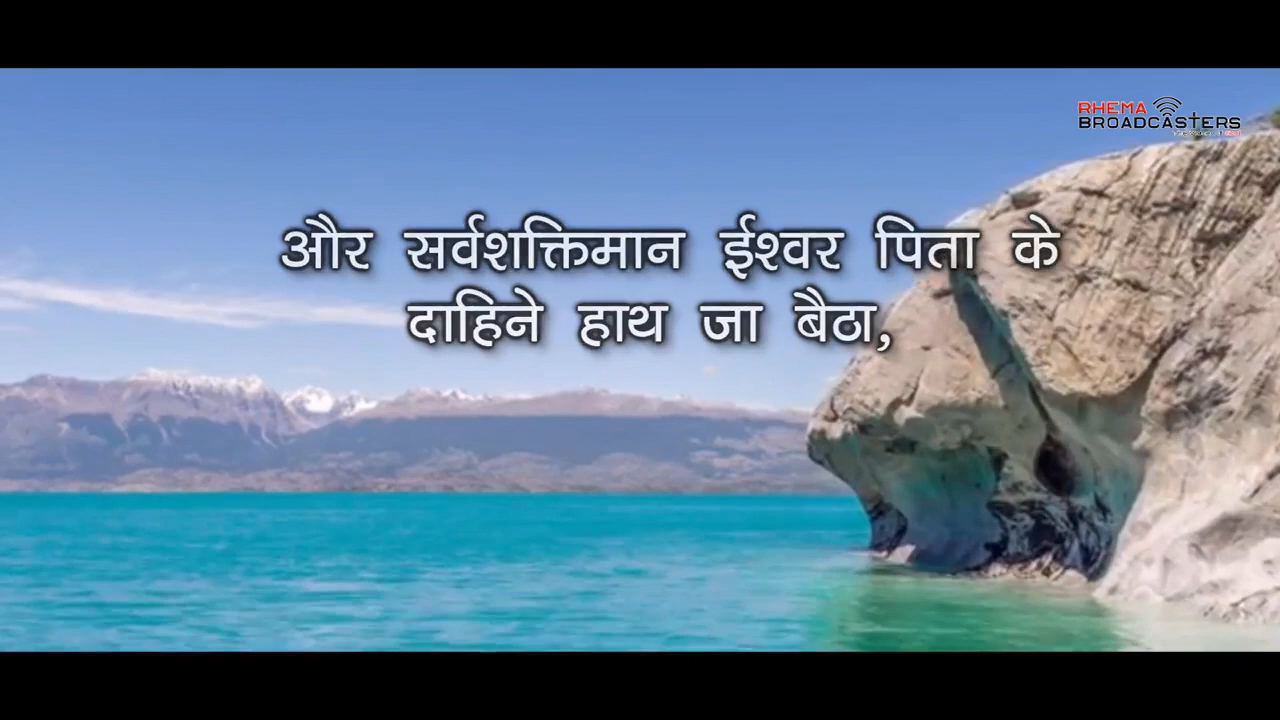 RHEMA
BROADCASTERS
और सर्वशक्तिमान ईश्वर पिता के
दाहिने हाथ जा बैठा,